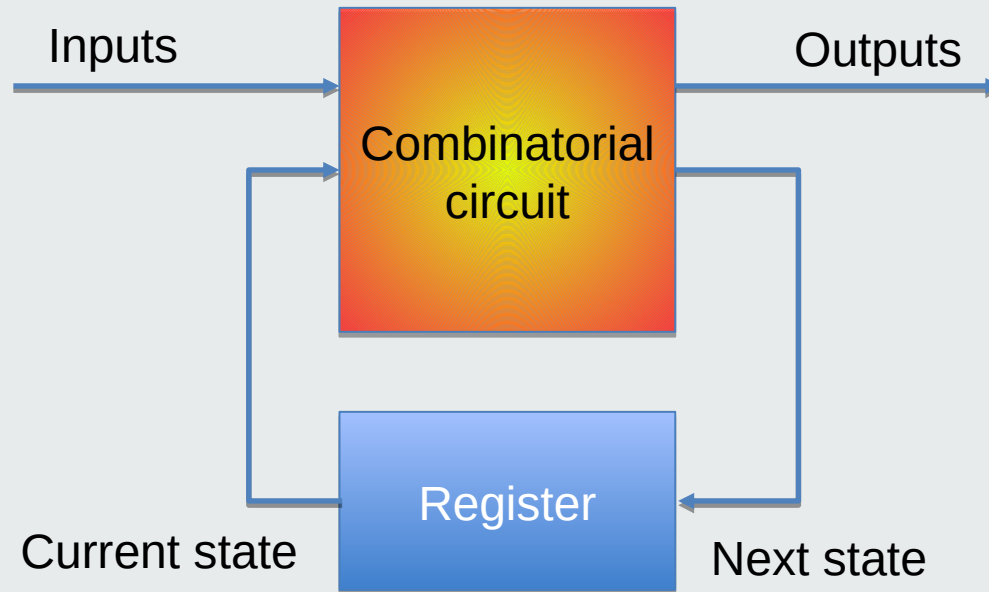 Inputs
Outputs
Combinatorial
circuit
Register
Current state
Next state